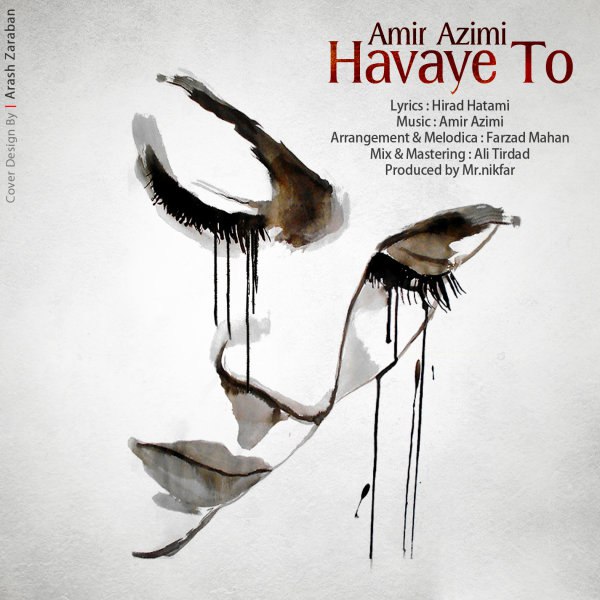 Amir Azimi
Havaye To
Lyrics : Hirad Hatami
Music : Amir Azimi
Arrangement & Melodica : Farzad Mahan
Mix & Mastering : Ali Tirdad
Produced by Mr.nikfar
Cover Design By | Arash Zaraban